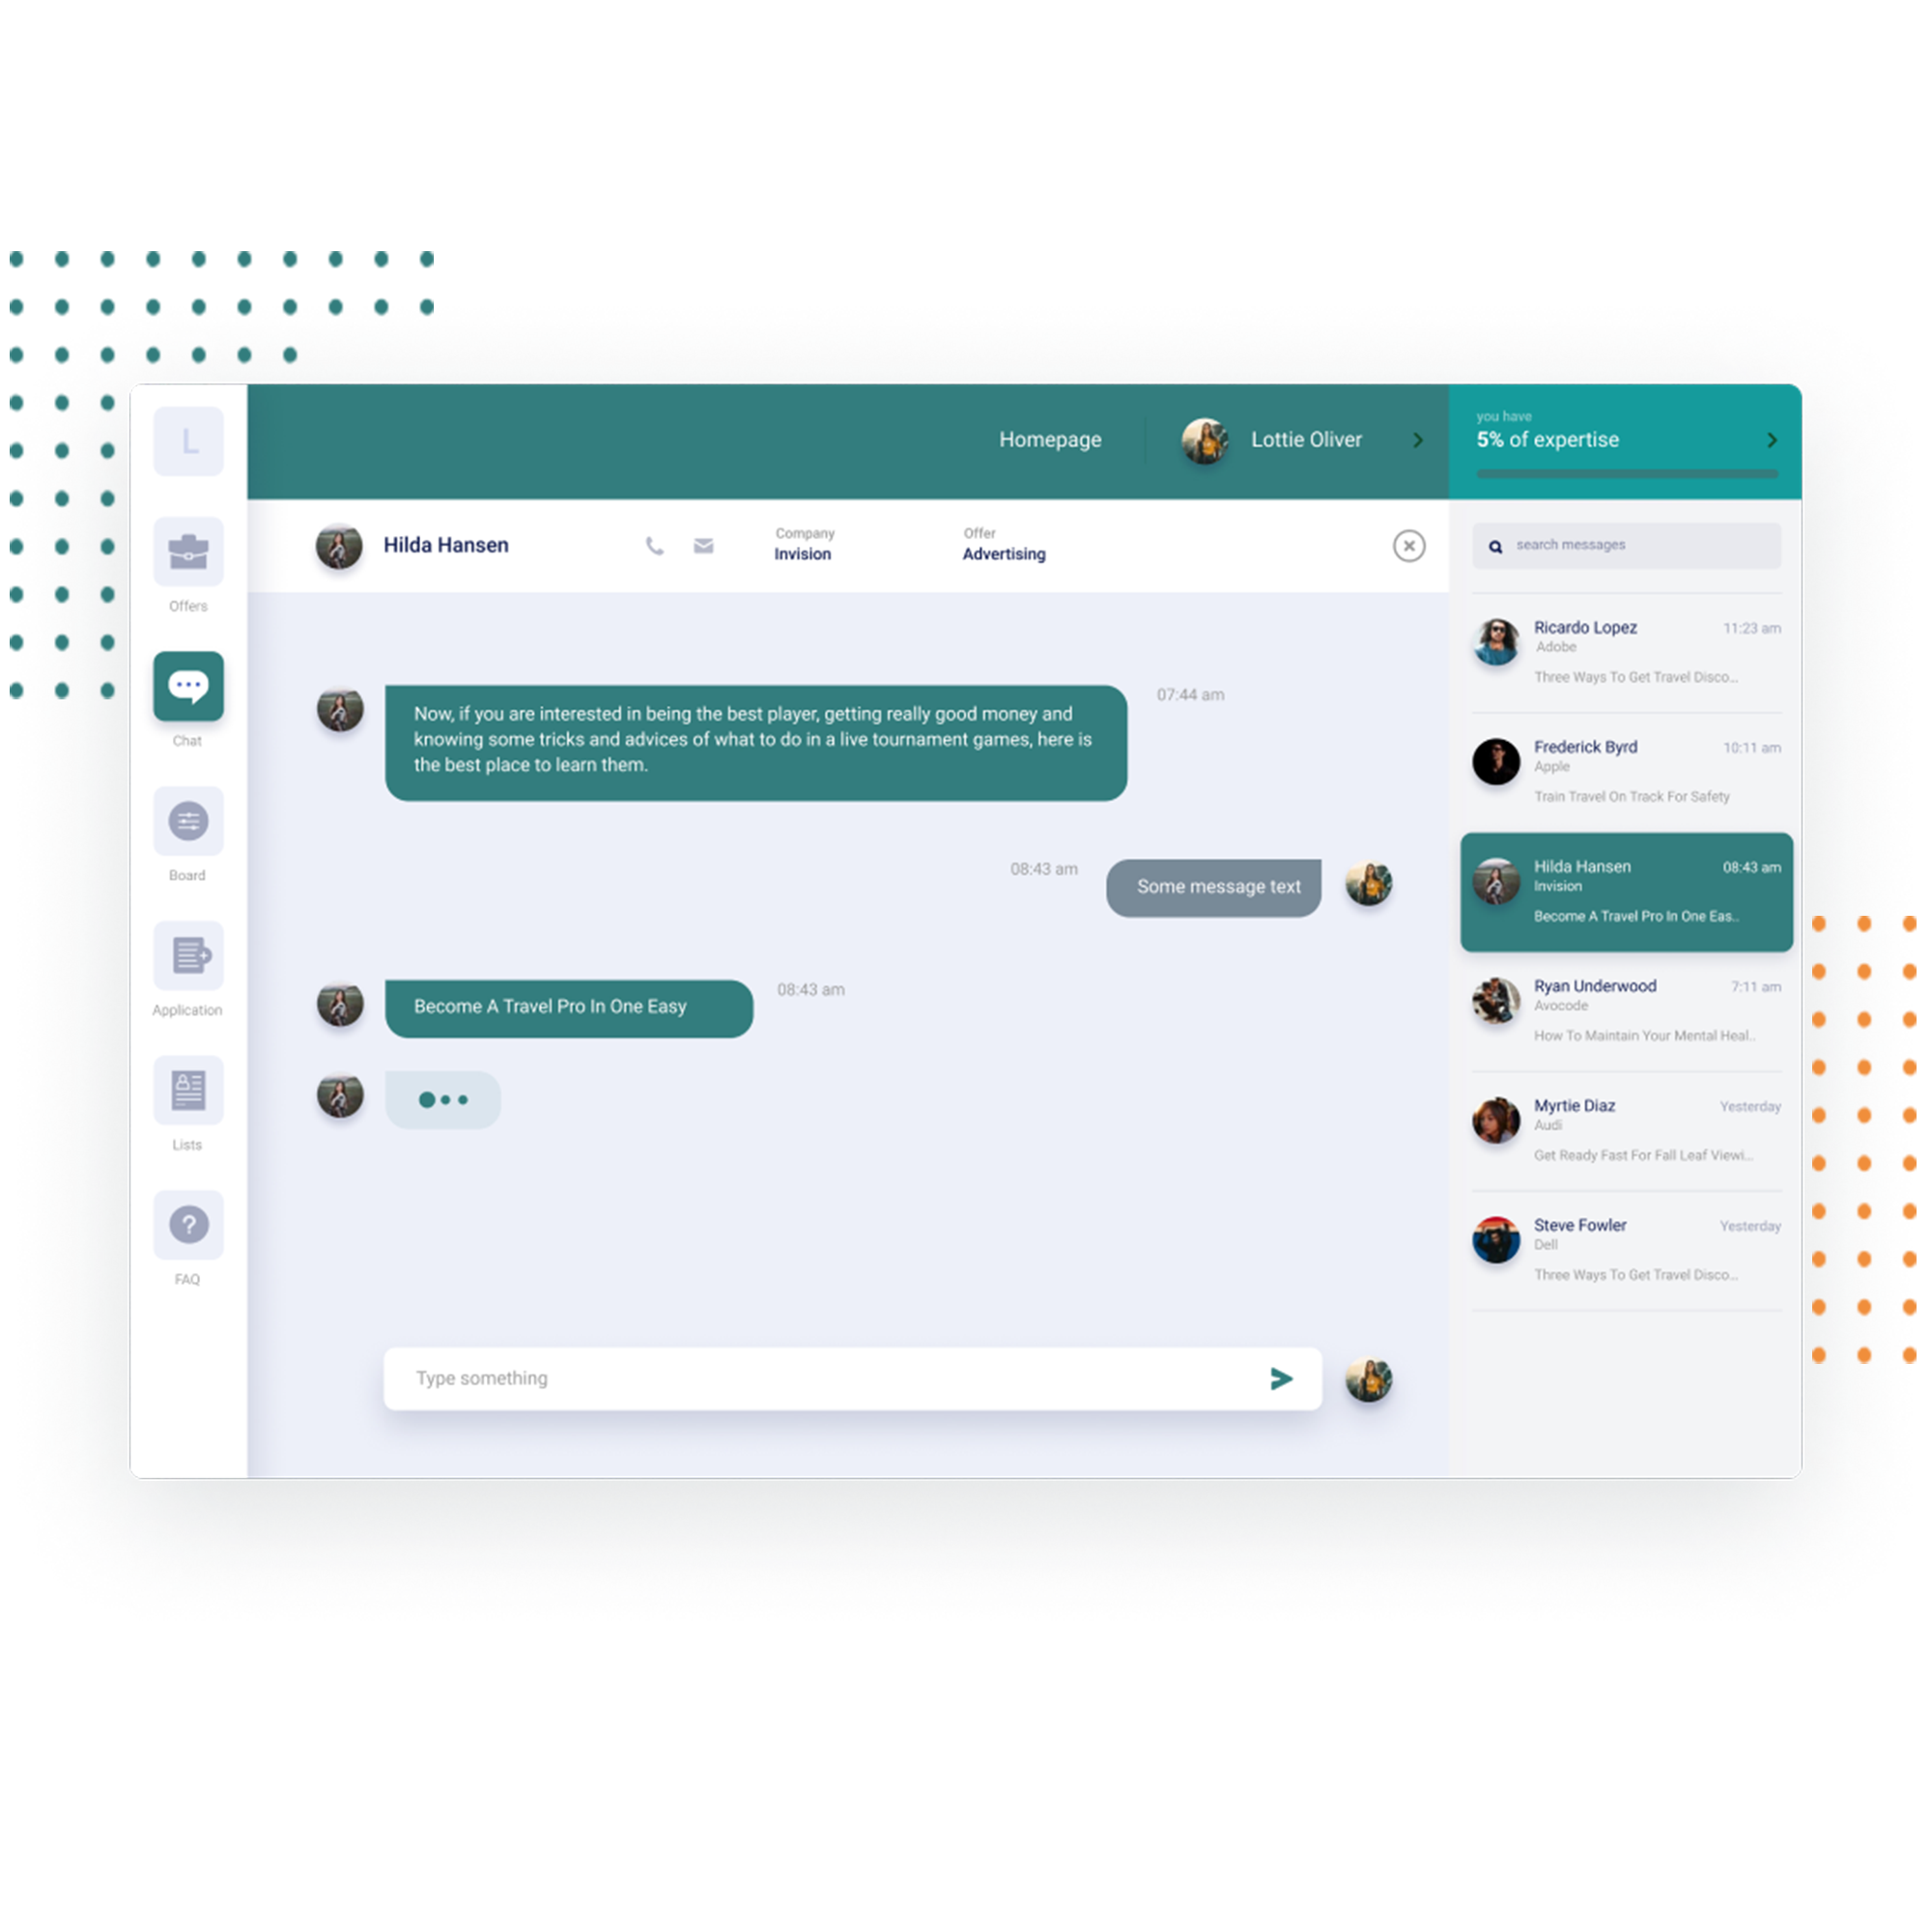 L
Offers
Chat
Board
Application
Lists
FAQ
Homepage
Lottie Oliver
you have
5% of expertise
Hilda Hansen
Company
Invision
Offer
Advertising
Now, if you are interested in being the best player, getting really good money and
knowing some tricks and advices of what to do in a live tournament games, here is
the best place to learn them.
07:44 am
08:43 am
Some message text
Become A Travel Pro In One Easy
08:43 am
Type something
search messages
Ricardo Lopez
11:23 am
Adobe
Three Ways To Get Travel Disco...
Frederick Byrd
10:11 am
Apple
Train Travel On Track For Safety
Hilda Hansen
08:43 am
Invision
Become A Travel Pro In One Eas..
Ryan Underwood
7:11 am
Avocode
How To Maintain Your Mental Heal..
Myrtie Diaz
Yesterday
Audi
Get Ready Fast For Fall Leaf Viewi...
Steve Fowler
Yesterday
Dell
Three Ways To Get Travel Disco...